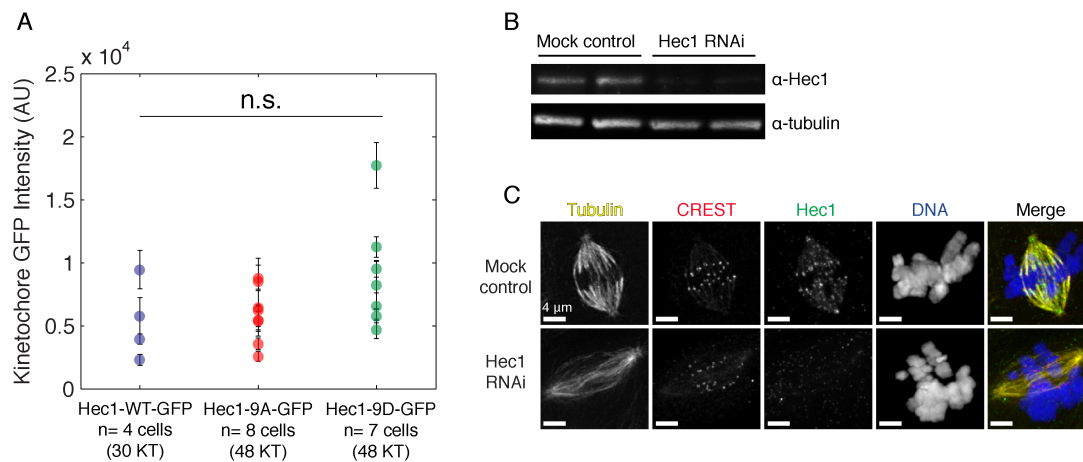 A
x 10⁴
Kinetochore GFP Intensity (AU)
2.5
2
1.5
1
0.5
0
n.s.
Hec1-WT-GFP
n= 4 cells
(30 KT)
Hec1-9A-GFP
n= 8 cells
(48 KT)
Hec1-9D-GFP
n= 7 cells
(48 KT)
B
Mock control
Hec1 RNAi
α-Hec1
α-tubulin
C
Tubulin
CREST
Hec1
DNA
Merge
Mock
control
4 μm
Hec1
RNAi